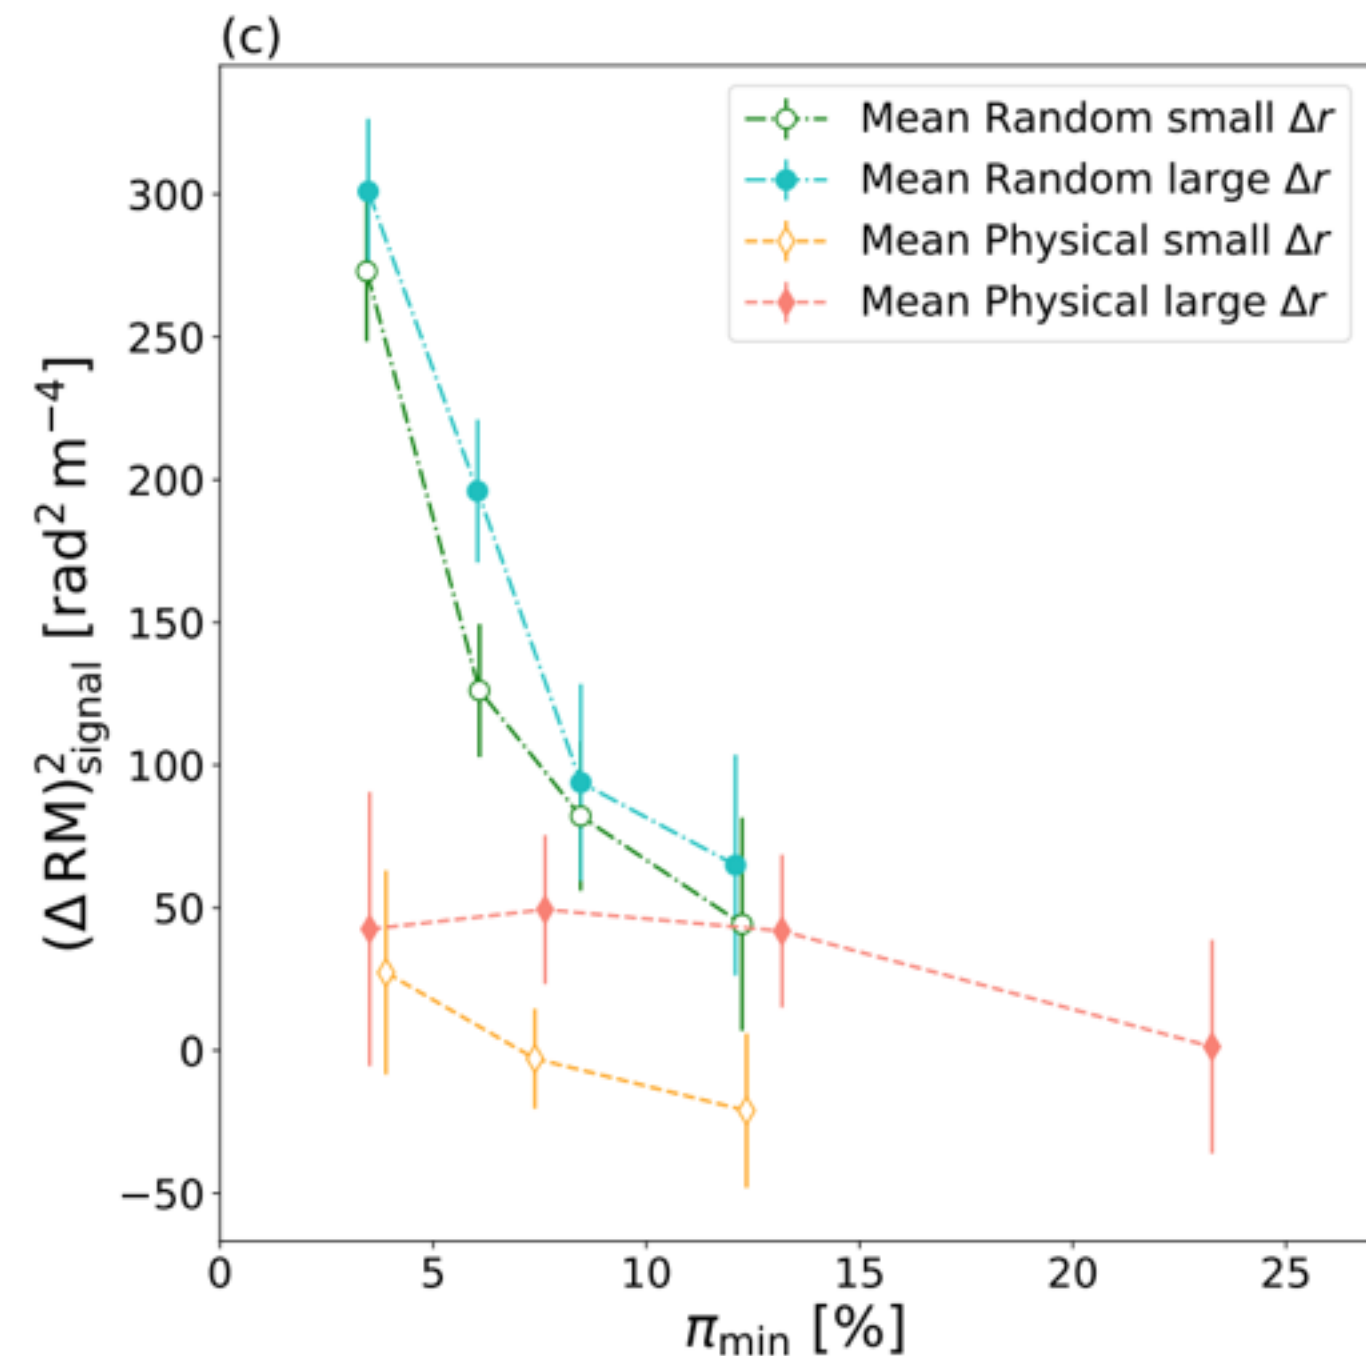 (c)
Mean Random small Δr
Mean Random large Δr
Mean Physical small Δr
Mean Physical large Δr
300
250
200
150
100
50
0
−50
(Δ RM)²signal [rad² m⁻⁴]
0 5 10 15 20 25
πmin [%]